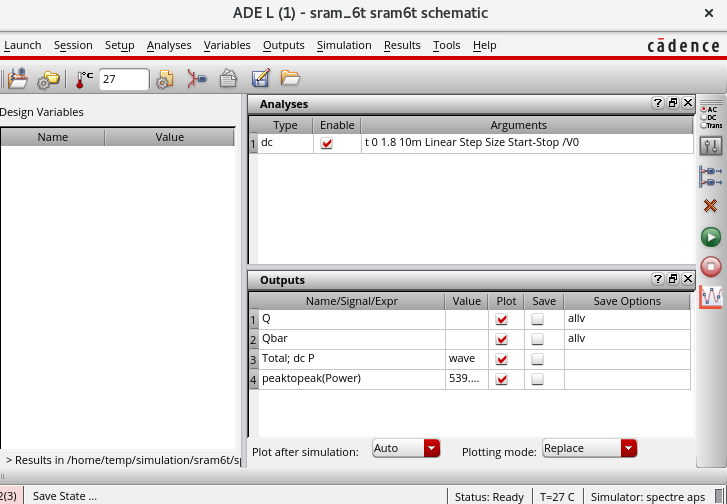 ADE L (1) - sram_6t sram6t schematic
Launch Session Setup Analyses Variables Outputs Simulation Results Tools Help
cādence
°C 27
Design Variables
Name Value
Analyses
Type Enable Arguments
1 dc t 0 1.8 10m Linear Step Size Start-Stop /V0
AC
DC
Trans
Outputs
Name/Signal/Expr Value Plot Save Save Options
1 Q allv
2 Qbar allv
3 Total; dc P wave
4 peaktopeak(Power) 539....
Plot after simulation: Auto Plotting mode: Replace
> Results in /home/temp/simulation/sram6t/sp
2(3) Save State ... Status: Ready T=27 C Simulator: spectre aps